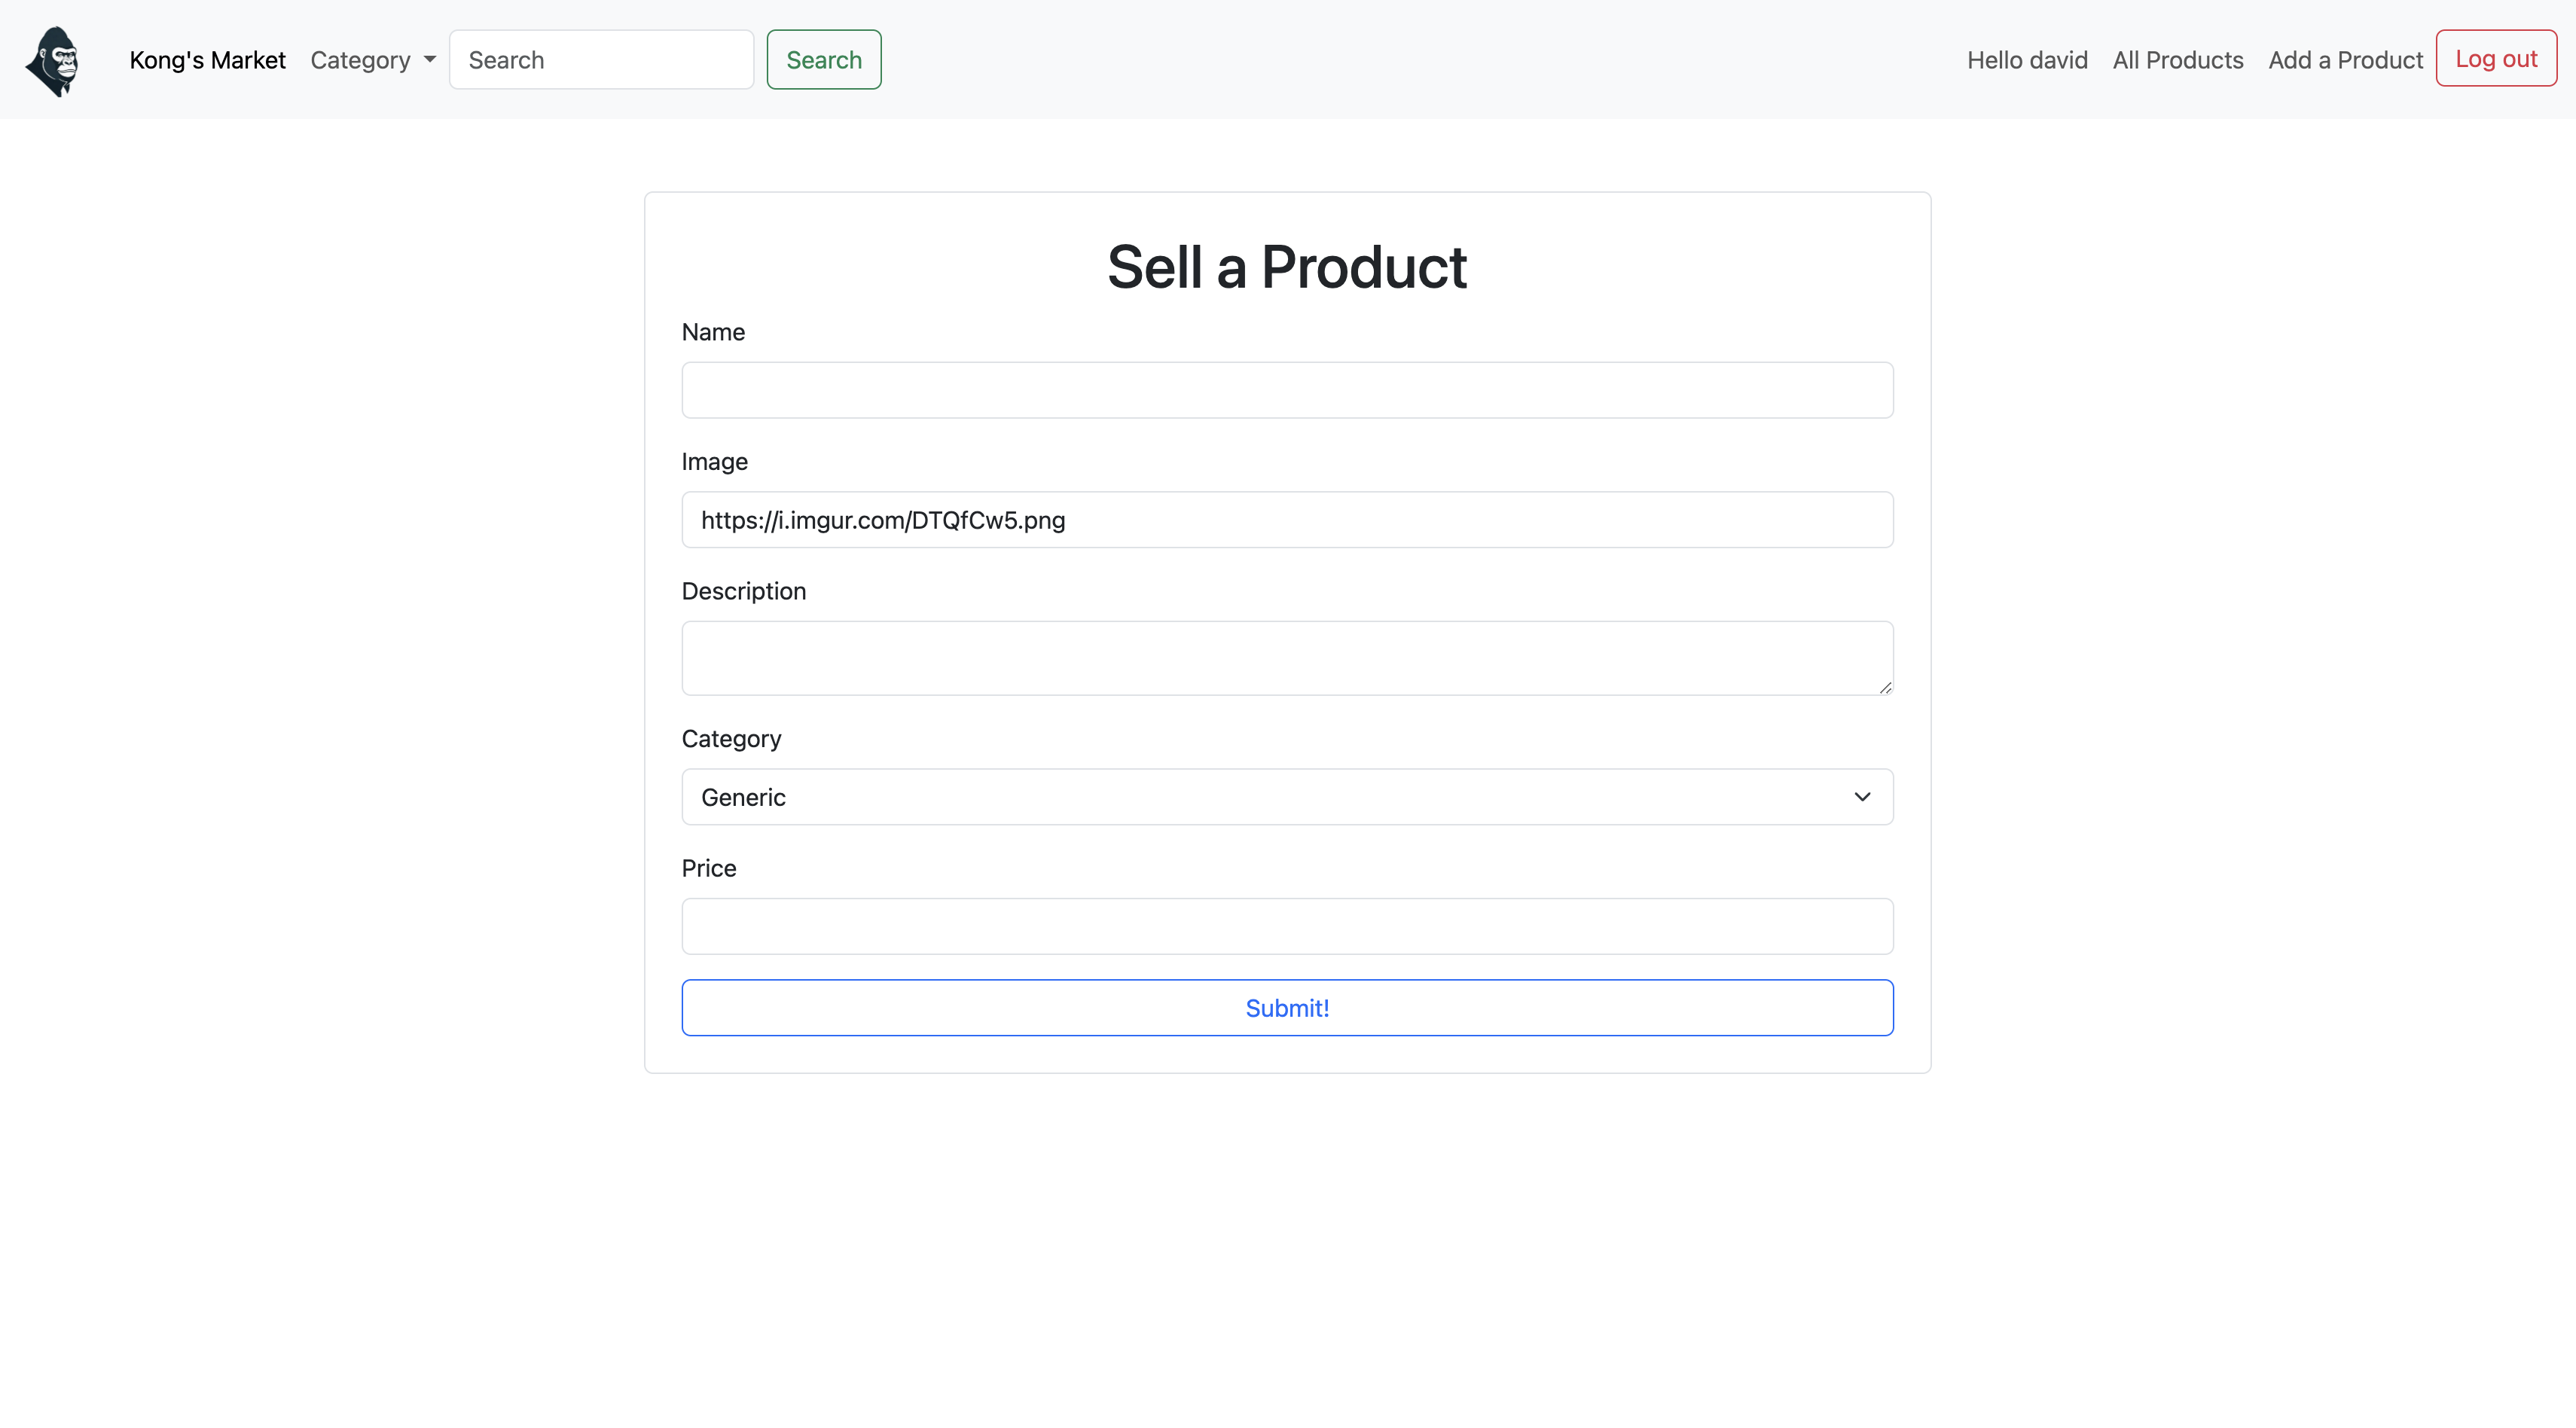 Kong's Market Category Search Search Hello david All Products Add a Product Log out
Sell a Product
Name
Image
https://i.imgur.com/DTQfCw5.png
Description
Category
Generic
Price
Submit!